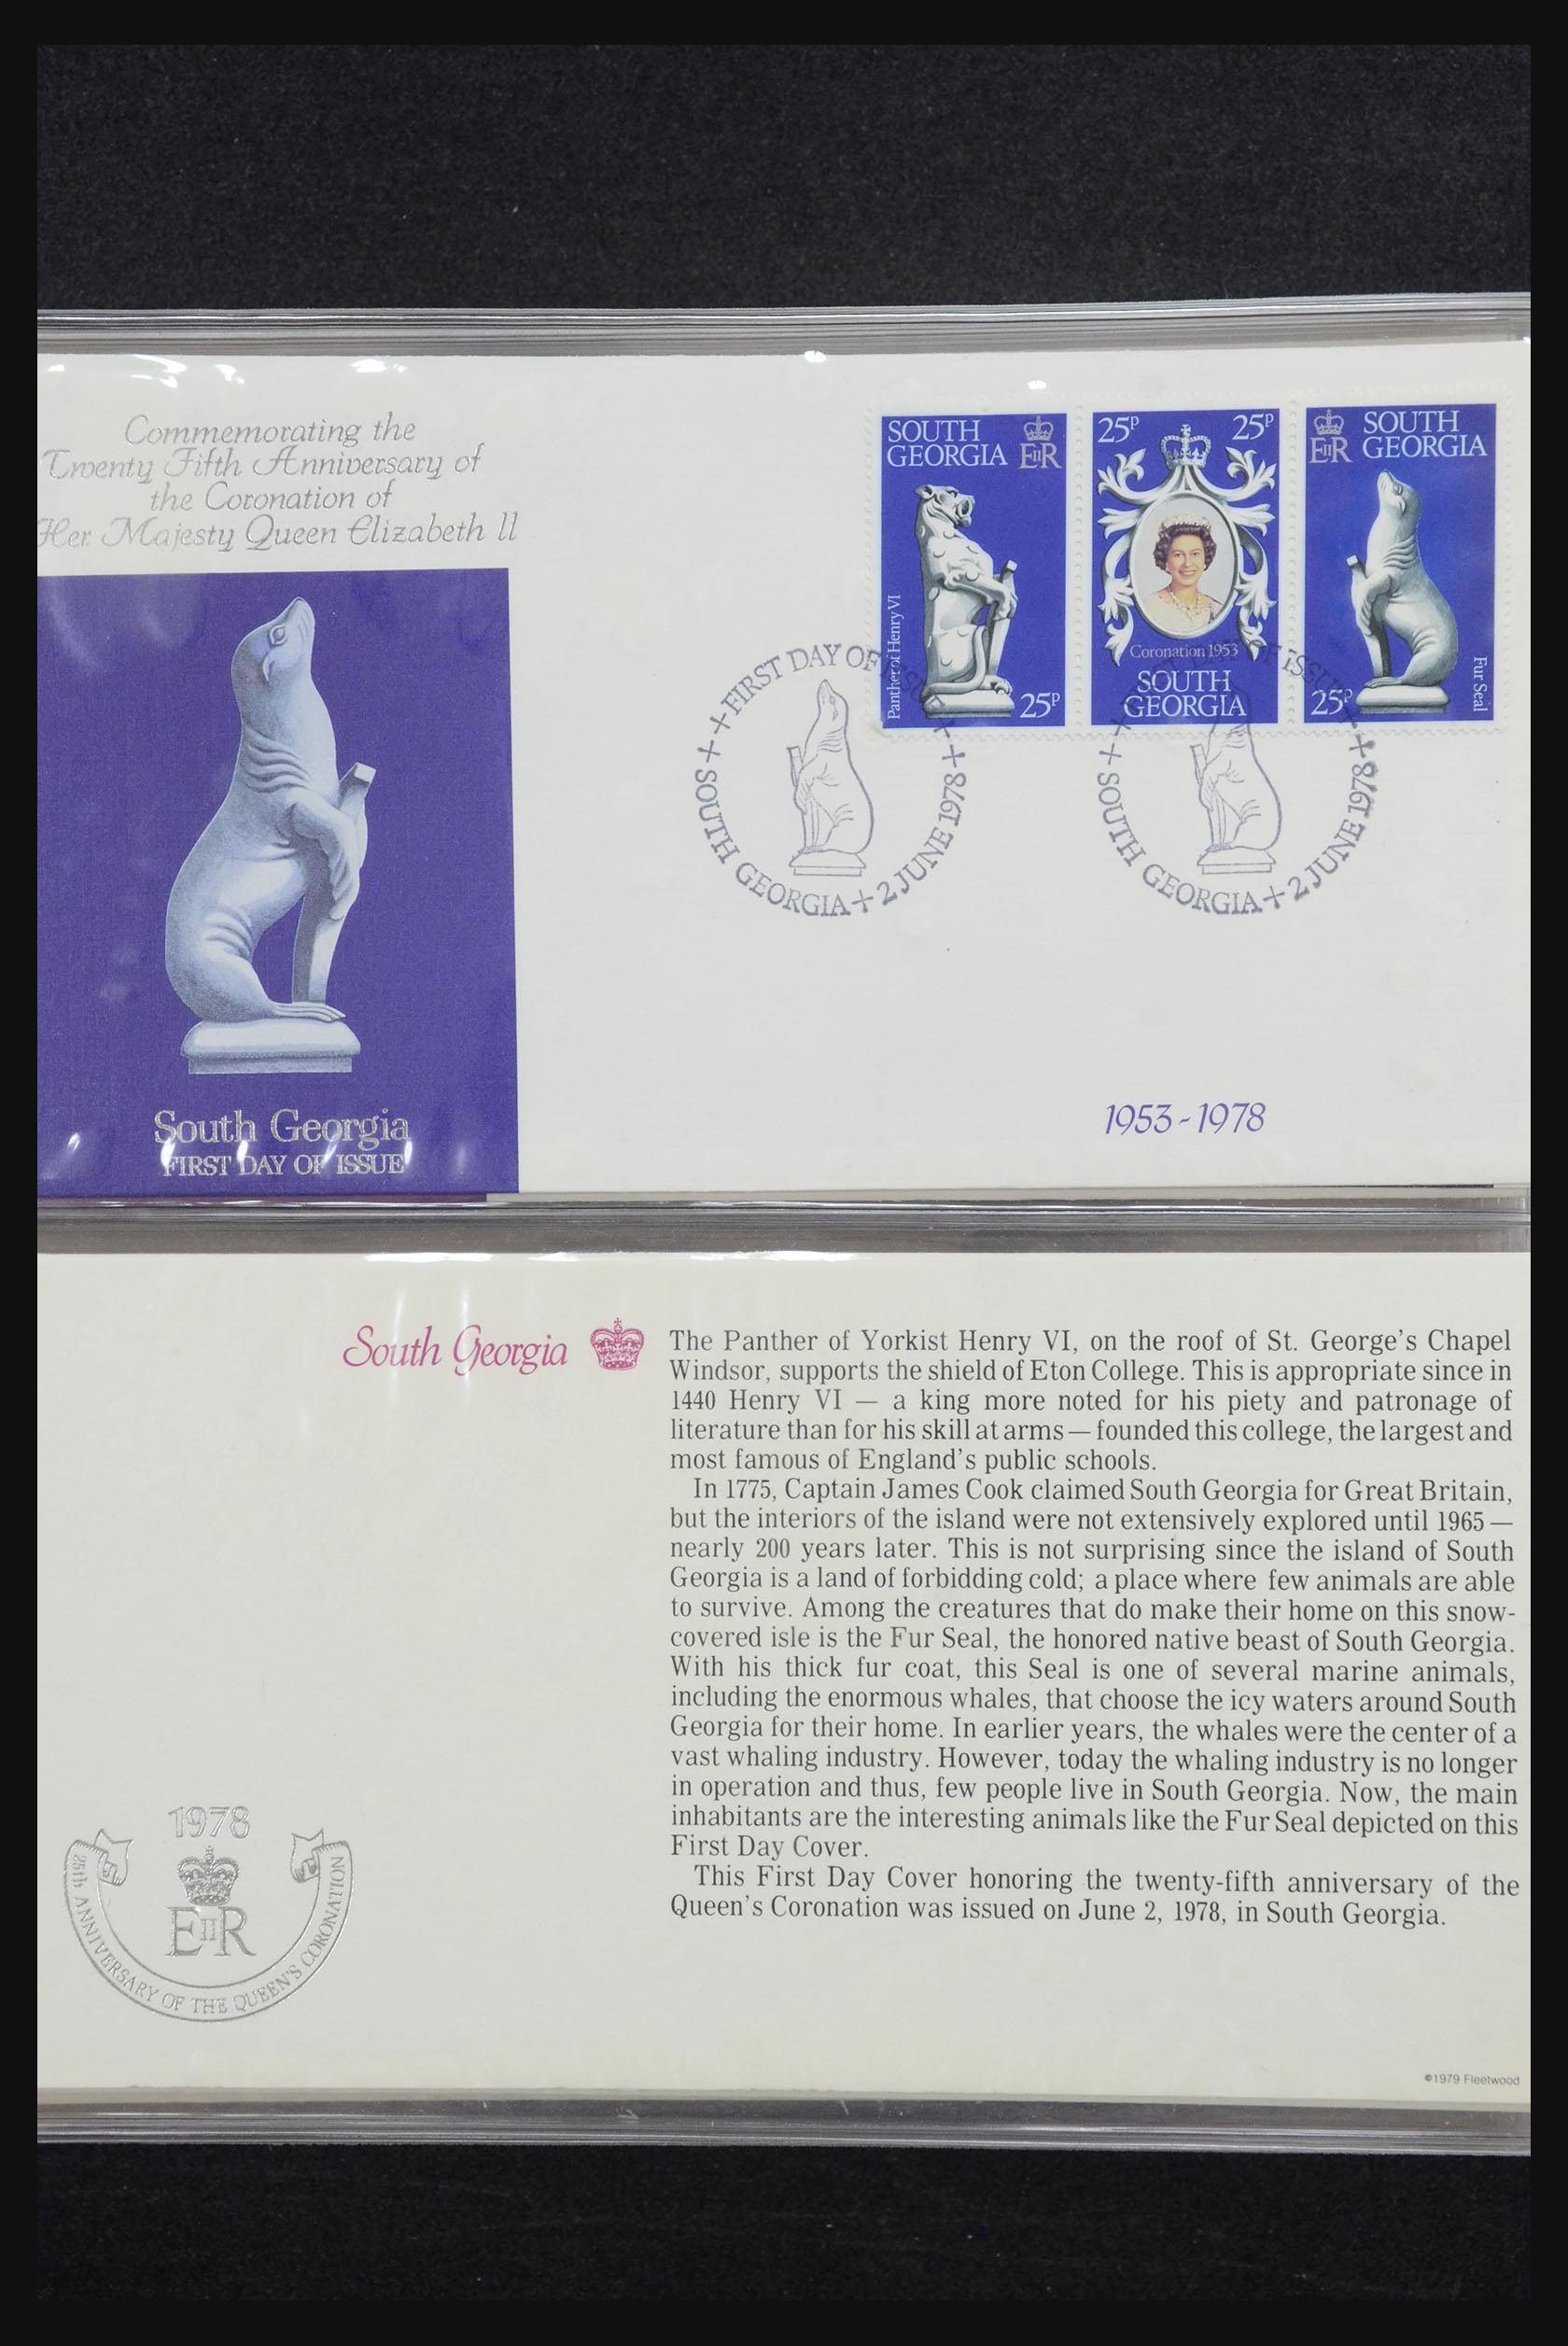 Commemorating the
Twenty Fifth Anniversary of
the Coronation of
Her Majesty Queen Elizabeth II
South Georgia
FIRST DAY OF ISSUE
SOUTH
GEORGIA
EIIR
Panther of Henry VI
25P
25P
25P
Coronation 1953
SOUTH
GEORGIA
EIIR
SOUTH
GEORGIA
25P
Fur Seal
FIRST DAY OF ISSUE + SOUTH GEORGIA + 2 JUNE 1978 +
FIRST DAY OF ISSUE + SOUTH GEORGIA + 2 JUNE 1978 +
1953-1978
South Georgia
The Panther of Yorkist Henry VI, on the roof of St. George's Chapel
Windsor, supports the shield of Eton College. This is appropriate since in
1440 Henry VI — a king more noted for his piety and patronage of
literature than for his skill at arms — founded this college, the largest and
most famous of England's public schools.
In 1775, Captain James Cook claimed South Georgia for Great Britain,
but the interiors of the island were not extensively explored until 1965 —
nearly 200 years later. This is not surprising since the island of South
Georgia is a land of forbidding cold; a place where few animals are able
to survive. Among the creatures that do make their home on this snow-
covered isle is the Fur Seal, the honored native beast of South Georgia.
With his thick fur coat, this Seal is one of several marine animals,
including the enormous whales, that choose the icy waters around South
Georgia for their home. In earlier years, the whales were the center of a
vast whaling industry. However, today the whaling industry is no longer
in operation and thus, few people live in South Georgia. Now, the main
inhabitants are the interesting animals like the Fur Seal depicted on this
First Day Cover.
This First Day Cover honoring the twenty-fifth anniversary of the
Queen's Coronation was issued on June 2, 1978, in South Georgia.
1978
EIIR
25th ANNIVERSARY OF THE QUEEN'S CORONATION
©1979 Fleetwood